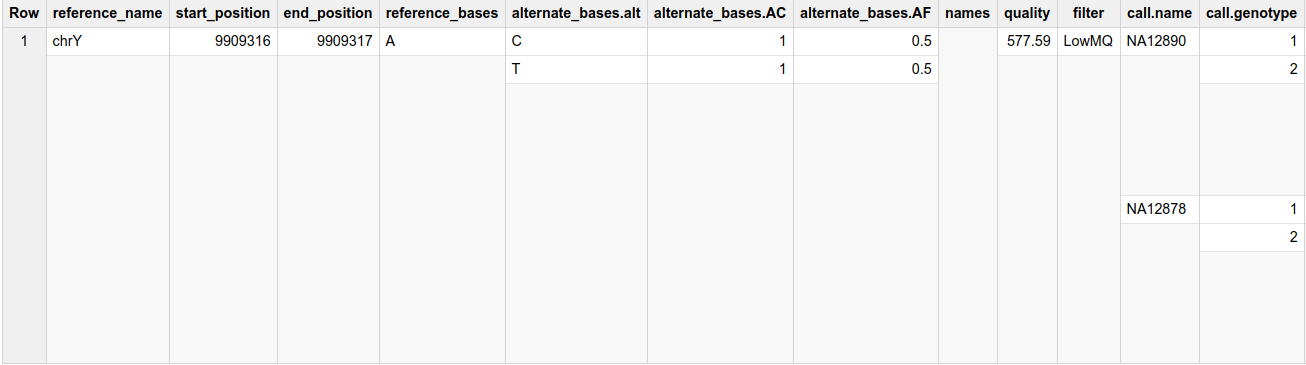 Row reference_name start_position end_position reference_bases alternate_bases.alt alternate_bases.AC alternate_bases.AF names quality filter call.name call.genotype
1 chrY 9909316 9909317 A C 1 0.5 577.59 LowMQ NA12890 1
T 1 0.5 2
NA12878 1
2